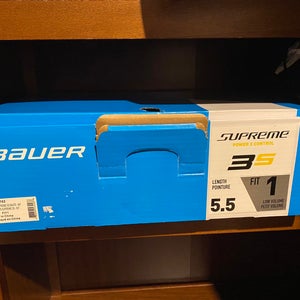 BAUER
SUPREME
POWER & CONTROL
3S
LENGTH
POINTURE
5.5
FIT
1
LOW VOLUME
PETIT VOLUME